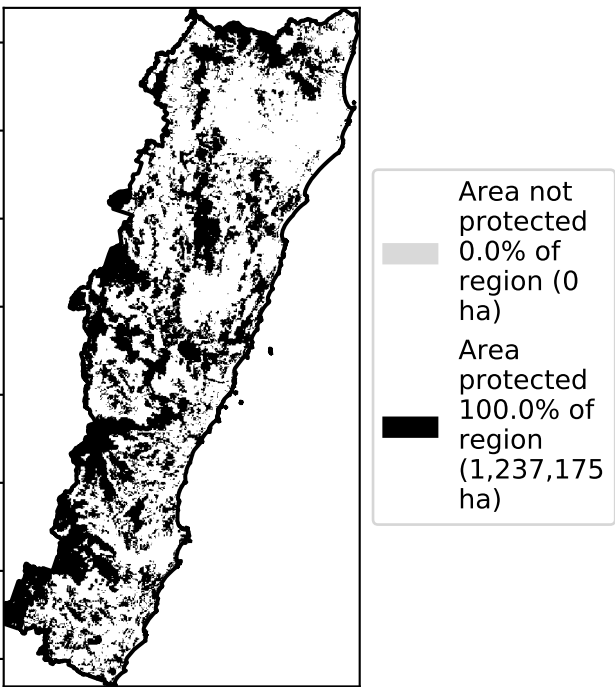 Area not
protected
0.0% of
region (0
ha)
Area
protected
100.0% of
region
(1,237,175
ha)